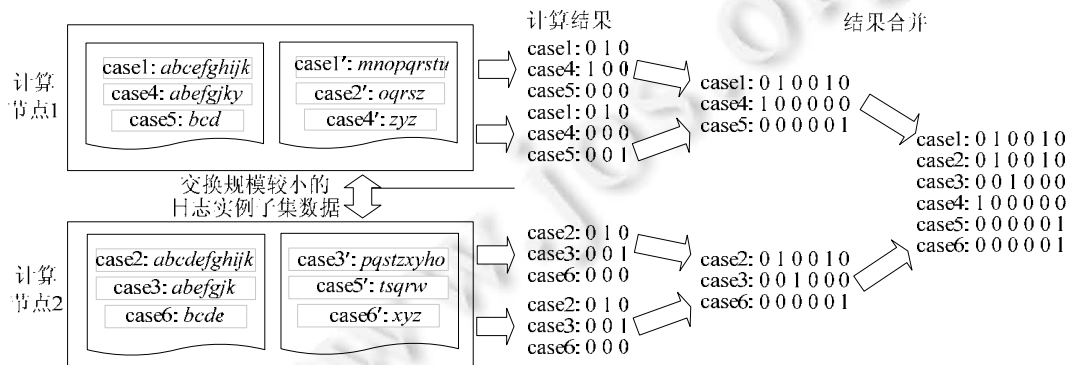 计算结果
结果合并
计算
节点1
case1: abcefghijk
case4: abefgjky
case5: bcd
case1′: mnopqrstu
case2′: oqrsz
case4′: zyz
case1: 0 1 0
case4: 1 0 0
case5: 0 0 0
case1: 0 1 0
case4: 0 0 0
case5: 0 0 1
case1: 0 1 0 0 1 0
case4: 1 0 0 0 0 0
case5: 0 0 0 0 0 1
交换规模较小的
日志实例子集数据
计算
节点2
case2: abcdefghijk
case3: abefgjk
case6: bcde
case3′: pqstzxyho
case5′: tsqrw
case6′: xyz
case2: 0 1 0
case3: 0 0 1
case6: 0 0 0
case2: 0 1 0
case3: 0 0 1
case6: 0 0 0
case2: 0 1 0 0 1 0
case3: 0 0 1 0 0 0
case6: 0 0 0 0 0 1
case1: 0 1 0 0 1 0
case2: 0 1 0 0 1 0
case3: 0 0 1 0 0 0
case4: 1 0 0 0 0 0
case5: 0 0 0 0 0 1
case6: 0 0 0 0 0 1